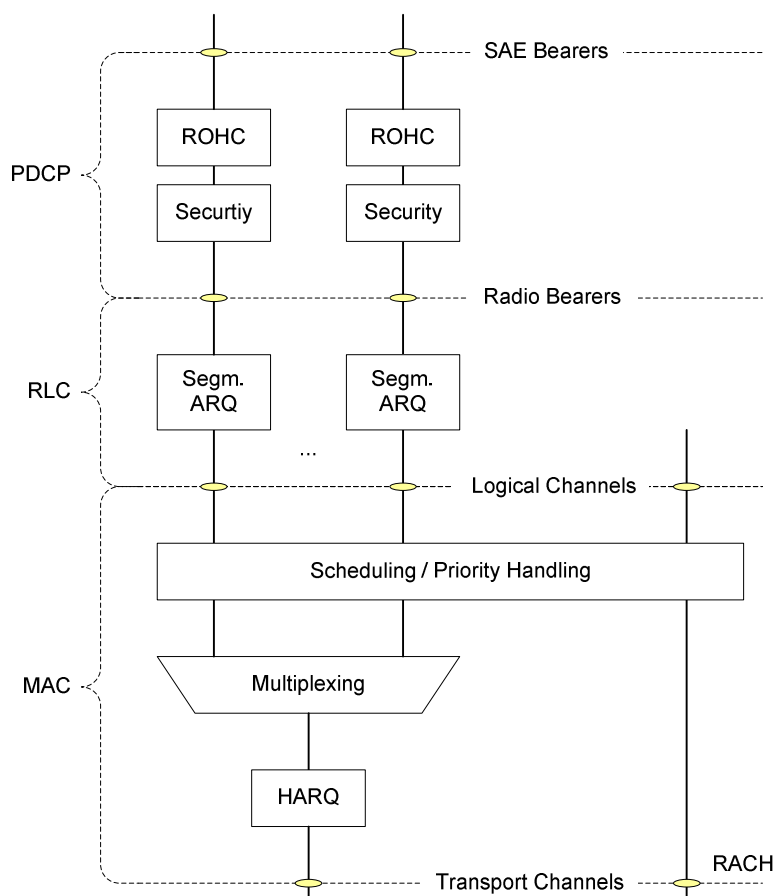 SAE Bearers
ROHC
ROHC
PDCP
Securtiy
Security
Radio Bearers
RLC
Segm.
ARQ
Segm.
ARQ
...
Logical Channels
Scheduling / Priority Handling
MAC
Multiplexing
HARQ
RACH
Transport Channels